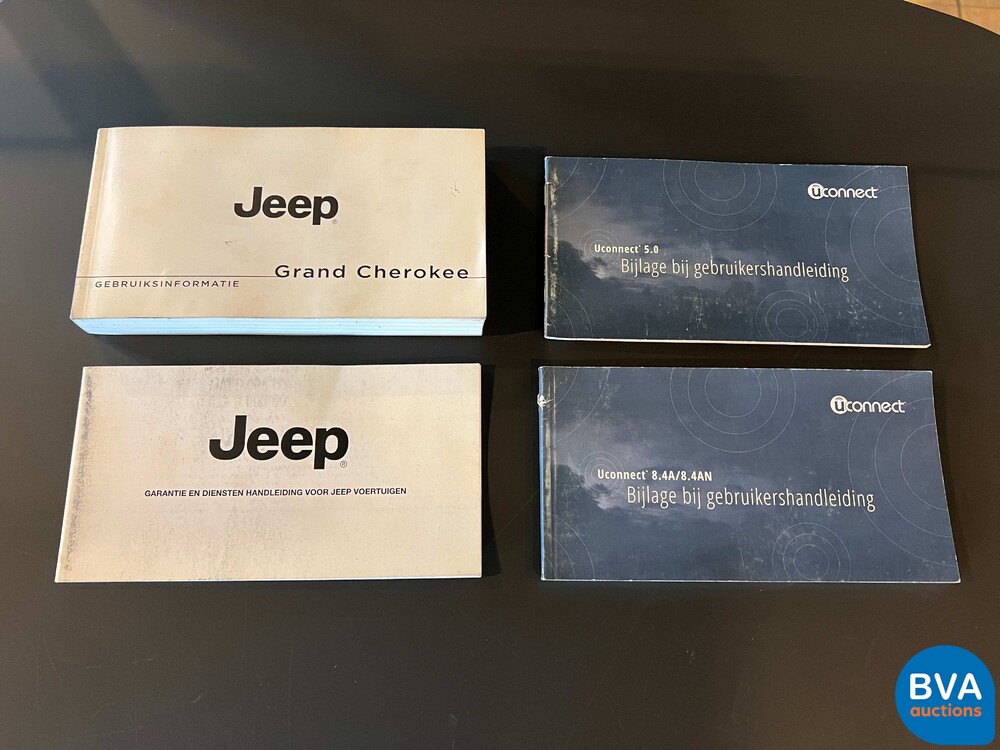 Jeep®
Grand Cherokee
GEBRUIKSINFORMATIE
uconnect
Uconnect® 5.0
Bijlage bij gebruikershandleiding
Jeep®
GARANTIE EN DIENSTEN HANDLEIDING VOOR JEEP VOERTUIGEN
uconnect
Uconnect® 8.4A/8.4AN
Bijlage bij gebruikershandleiding
BVA
auctions